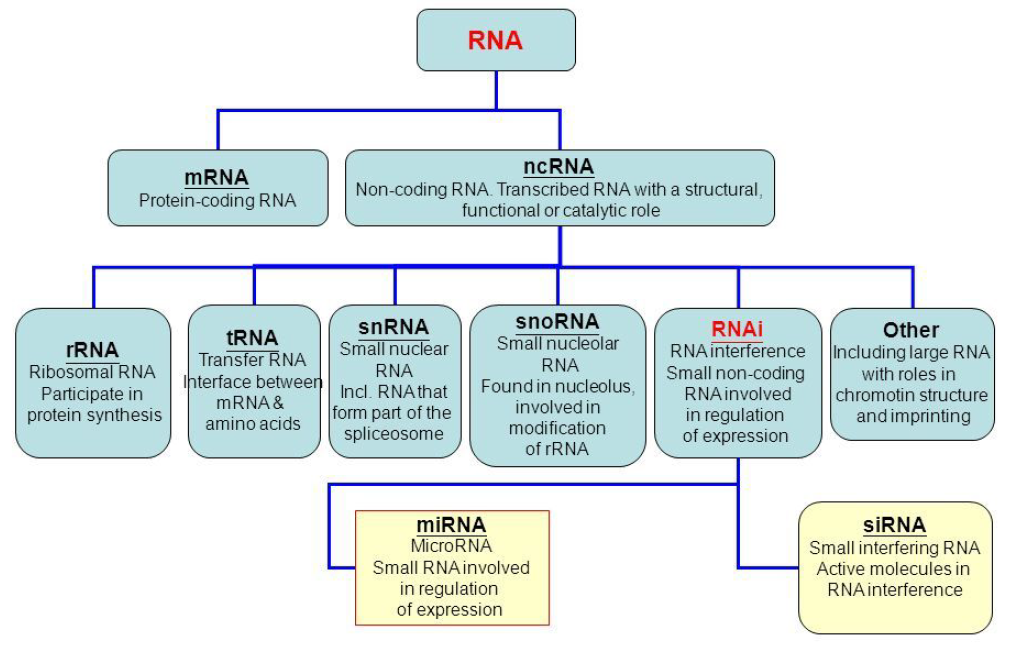 RNA
mRNA
Protein-coding RNA
ncRNA
Non-coding RNA. Transcribed RNA with a structural,
functional or catalytic role
rRNA
Ribosomal RNA
Participate in
protein synthesis
tRNA
Transfer RNA
Interface between
mRNA &
amino acids
snRNA
Small nuclear
RNA
Incl. RNA that
form part of the
spliceosome
snoRNA
Small nucleolar
RNA
Found in nucleolus,
involved in
modification
of rRNA
RNAi
RNA interference
Small non-coding
RNA involved
in regulation
of expression
Other
Including large RNA
with roles in
chromotin structure
and imprinting
miRNA
MicroRNA
Small RNA involved
in regulation
of expression
siRNA
Small interfering RNA
Active molecules in
RNA interference